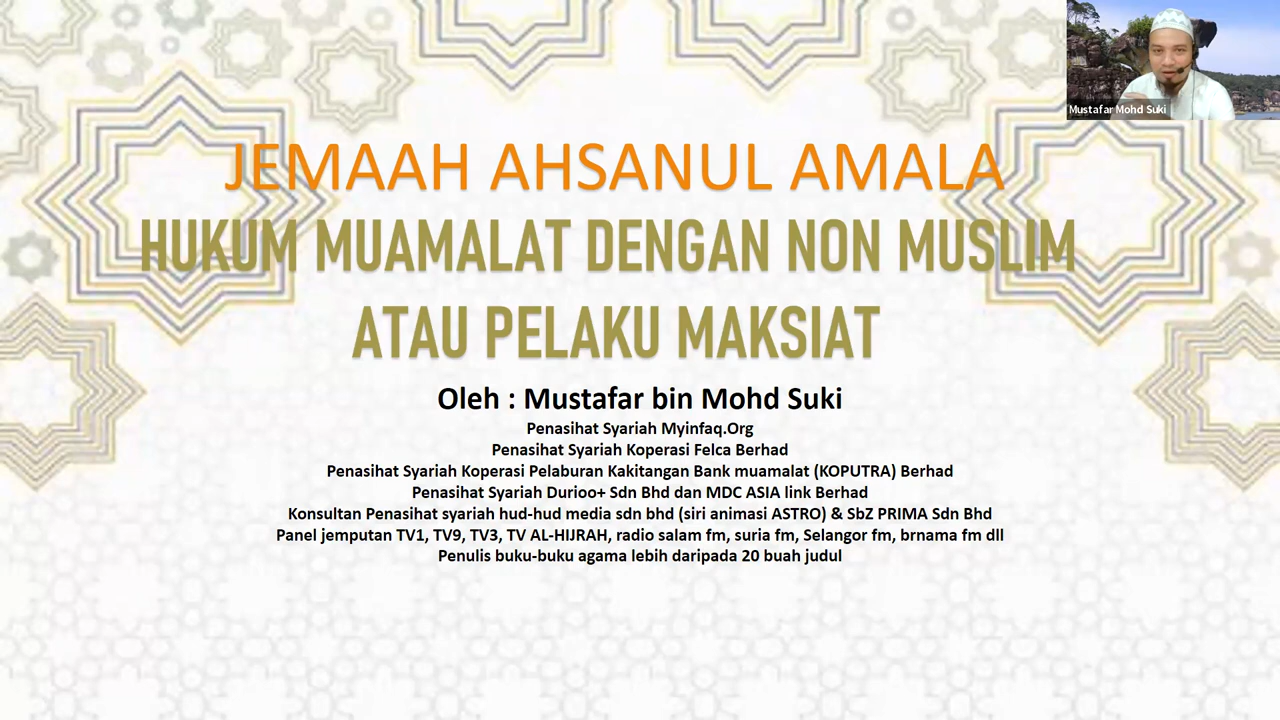 Mustafar Mohd Suki
JEMAAH AHSANUL AMALA
HUKUM MUAMALAT DENGAN NON MUSLIM
ATAU PELAKU MAKSIAT
Oleh : Mustafar bin Mohd Suki
Penasihat Syariah Myinfaq.Org
Penasihat Syariah Koperasi Felca Berhad
Penasihat Syariah Koperasi Pelaburan Kakitangan Bank muamalat (KOPUTRA) Berhad
Penasihat Syariah Durioo+ Sdn Bhd dan MDC ASIA link Berhad
Konsultan Penasihat syariah hud-hud media sdn bhd (siri animasi ASTRO) & SbZ PRIMA Sdn Bhd
Panel jemputan TV1, TV9, TV3, TV AL-HIJRAH, radio salam fm, suria fm, Selangor fm, brnama fm dll
Penulis buku-buku agama lebih daripada 20 buah judul